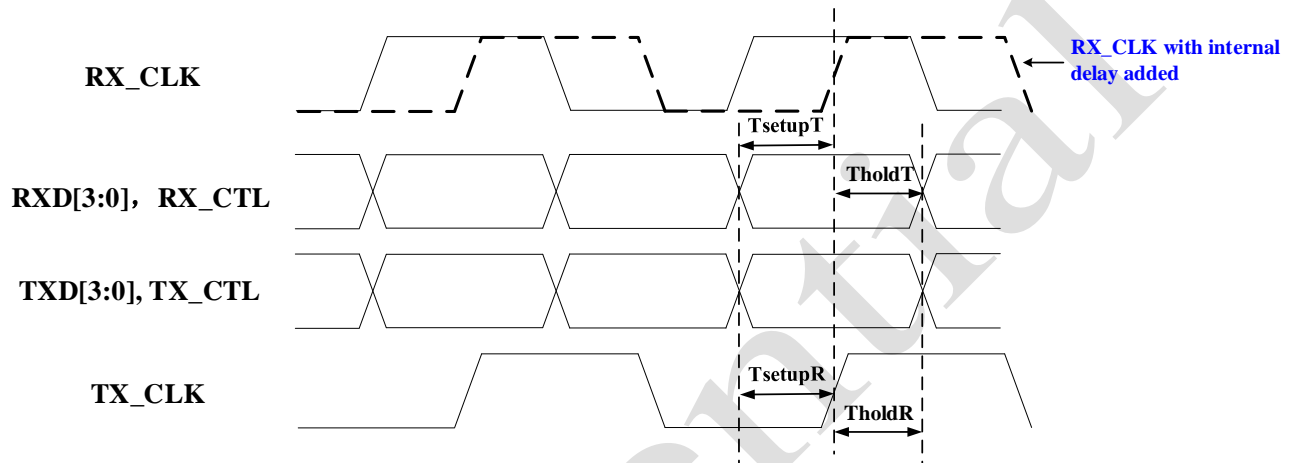 RX_CLK
RX_CLK with internal
delay added
TsetupT
RXD[3:0]，RX_CTL
TholdT
TXD[3:0], TX_CTL
TX_CLK
TsetupR
TholdR
ential